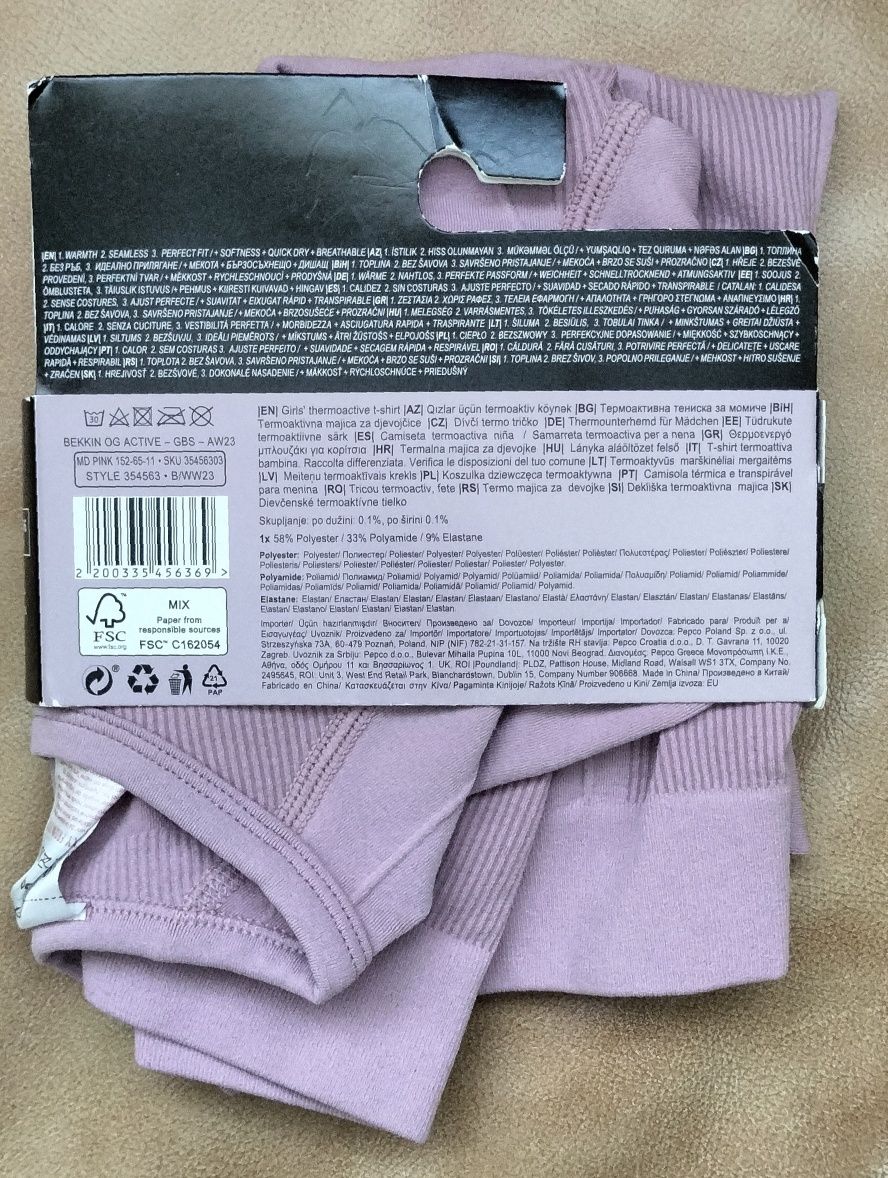 |EN| 1. WARMTH 2. SEAMLESS 3. PERFECT FIT / + SOFTNESS + QUICK DRY + BREATHABLE |AZ| 1. İSTİLİK 2. HISS OLUNMAYAN 3. MÜKƏMMƏL ÖLÇÜ / + YUMŞAQLIQ + TEZ QURUMA + NƏFƏS ALAN |BG| 1. ТОПЛИНА
2. БЕЗ РЪБ, 3. ИДЕАЛНО ПРИЛЯГАНЕ / + МЕКОТА + БЪРЗОСЪХНЕЩО + ДИШАЩ |BiH| 1. TOPLINA 2. BEZ ŠAVOVA. 3. SAVRŠENO PRISTAJANJE / + MEKOĆA + BRZO SE SUŠI + PROZRAČNO |CZ| 1. HŘEJE 2. BEZEŠVÉ
PROVEDENÍ, 3. PERFEKTNÍ TVAR / + MĚKKOST + RYCHLESCHNOUCÍ + PRODYŠNÁ |DE| 1. WÄRME 2. NAHTLOS, 3. PERFEKTE PASSFORM / + WEICHHEIT + SCHNELLTROCKNEND + ATMUNGSAKTIV |EE| 1. SOOJUS 2.
ÕMBLUSTETA, 3. TÄIUSLIK ISTUVUS / + PEHMUS + KIIRESTI KUIVAVAD + HINGAV |ES| 1. CALIDEZ 2. SIN COSTURAS 3. AJUSTE PERFECTO / + SUAVIDAD + SECADO RÁPIDO + TRANSPIRABLE / CATALAN: 1. CALIDESA
2. SENSE COSTURES, 3. AJUST PERFECTE / + SUAVITAT + EIXUGAT RÀPID + TRANSPIRABLE |GR| 1. ΖΕΣΤΑΣΙΑ 2. ΧΩΡΙΣ ΡΑΦΕΣ, 3. ΤΕΛΕΙΑ ΕΦΑΡΜΟΓΗ / + ΑΠΑΛΟΤΗΤΑ + ΓΡΗΓΟΡΟ ΣΤΕΓΝΩΜΑ + ΑΝΑΠΝΕΥΣΙΜΟ |HR| 1.
TOPLINA 2. BEZ ŠAVOVA, 3. SAVRŠENO PRISTAJANJE / + MEKOĆA + BRZOSUŠEĆE + PROZRAČNO |HU| 1. MELEGSÉG 2. VARRÁSMENTES, 3. TÖKÉLETES ILLESZKEDÉS / + PUHASÁG + GYORSAN SZÁRADÓ + LÉLEGZŐ
|IT| 1. CALORE 2. SENZA CUCITURE, 3. VESTIBILITÀ PERFETTA / + MORBIDEZZA + ASCIUGATURA RAPIDA + TRASPIRANTE |LT| 1. ŠILUMA 2. BESIŪLIS, 3. TOBULAI TINKA / + MINKŠTUMAS + GREITAI DŽIŪSTA +
VĖDINAMAS |LV| 1. SILTUMS 2. BEZŠUVJU, 3. IDEĀLI PIEMĒROTS / + MĪKSTUMS + ĀTRI ŽŪSTOŠS + ELPOJOŠS |PL| 1. CIEPŁO 2. BEZSZWOWY 3. PERFEKCYJNE DOPASOWANIE / + MIĘKKOŚĆ + SZYBKOSCHNĄCY +
ODDYCHAJĄCY |PT| 1. CALOR 2. SEM COSTURAS 3. AJUSTE PERFEITO / + SUAVIDADE + SECAGEM RÁPIDA + RESPIRÁVEL |RO| 1. CĂLDURĂ 2. FĂRĂ CUSĂTURI, 3. POTRIVIRE PERFECTĂ / + DELICATEȚE + USCARE
RAPIDĂ + RESPIRABIL |RS| 1. TOPLOTA 2. BEZ ŠAVOVA, 3. SAVRŠENO PRISTAJANJE / + MEKOĆA + BRZO SE SUŠI + PROZRAČNI |SI| 1. TOPLINA 2. BREZ ŠIVOV, 3. POPOLNO PRILEGANJE / + MEHKOST + HITRO SUŠENJE
+ ZRAČEN |SK| 1. HREJIVOSŤ 2. BEZŠVOVÉ, 3. DOKONALÉ NASADENIE / + MÄKKOSŤ + RÝCHLOSCHNÚCE + PRIEDUŠNÝ
30
BEKKIN OG ACTIVE – GBS – AW23
MD PINK 152-65-11 • SKU 35456303
STYLE 354563 • B/WW23
2 200335 456369 >
FSC
www.fsc.org
MIX
Paper from
responsible sources
FSC™ C162054
21
PAP
|EN| Girls' thermoactive t-shirt |AZ| Qızlar üçün termoaktiv köynək |BG| Термоактивна тениска за момиче |BiH|
Termoaktivna majica za djevojčice |CZ| Dívčí termo tričko |DE| Thermounterhemd für Mädchen |EE| Tüdrukute
termoaktiivne särk |ES| Camiseta termoactiva niña / Samarreta termoactiva per a nena |GR| Θερμοενεργό
μπλουζάκι για κορίτσια |HR| Termalna majica za djevojke |HU| Lányka aláöltözet felső |IT| T-shirt termoattiva
bambina. Raccolta differenziata. Verifica le disposizioni del tuo comune |LT| Termoaktyvūs marškinėliai mergaitėms
|LV| Meiteņu termoaktīvais krekls |PL| Koszulka dziewczęca termoaktywna |PT| Camisola térmica e transpirável
para menina |RO| Tricou termoactiv, fete |RS| Termo majica za devojke |SI| Dekliška termoaktivna majica |SK|
Dievčenské termoaktívne tielko
Skupljanje: po dužini: 0.1%, po širini 0.1%
1x 58% Polyester / 33% Polyamide / 9% Elastane
Polyester: Polyester/ Полиестер/ Poliester/ Polyester/ Polyester/ Polüester/ Poliéster/ Polièster/ Πολυεστέρας/ Poliester/ Poliészter/ Poliestere/
Poliesteris/ Poliesters/ Poliester/ Poliéster/ Poliester/ Poliestar/ Poliester/ Polyester
Polyamide: Poliamid/ Полиамид/ Poliamid/ Polyamid/ Polyamid/ Polüamiid/ Poliamida/ Poliamida/ Πολυαμίδη/ Poliamid/ Poliamid/ Poliammide/
Poliamidas/ Poliamīds/ Poliamid/ Poliamida/ Poliamidă/ Poliamid/ Poliamid/ Polyamid
Elastane: Elastan/ Еластан/ Elastan/ Elastan/ Elasthan/ Elastaan/ Elastano/ Elastà/ Ελαστάνη/ Elastan/ Elasztán/ Elastan/ Elastanas/ Elastāns/
Elastan/ Elastano/ Elastan/ Elastan/ Elastan/ Elastan
Importer/ Üçün hazırlanmışdır/ Вносител/ Произведено за/ Dovozce/ Importeur/ Importija/ Importador/ Fabricado para/ Produit per a/
Εισαγωγέας/ Uvoznik/ Proizvedeno za/ Importőr/ Importatore/ Importuotojas/ Importētājs/ Importator/ Dovozca: Pepco Poland Sp. z o.o., ul.
Strzeszyńska 73A, 60-479 Poznań, Poland, NIP (NIF) 782-21-31-157. Na tržište RH stavlja: Pepco Croatia d.o.o., D. T. Gavrana 11, 10020
Zagreb. Uvoznik za Srbiju: Pepco d.o.o., Bulevar Mihaila Pupina 10L, 11000 Novi Beograd. Διανομέας: Pepco Greece Μονοπρόσωπη, Ι.Κ.Ε.,
Αθήνα, οδός Ομήρου 11 και Βησσαρίωνος 1. UK, ROI |Poundland|: PLDZ, Pattison House, Midland Road, Walsall WS1 3TX, Company No.
2495645, ROI: Unit 3, West End Retail Park, Blanchardstown, Dublin 15, Company Number 906668. Made in China/ Произведено в Китай/
Fabricado en China/ Κατασκευάζεται στην Κίνα/ Pagaminta Kinijoje/ Ražots Ķīnā/ Proizvedeno u Kini/ Zemlja izvoza: EU